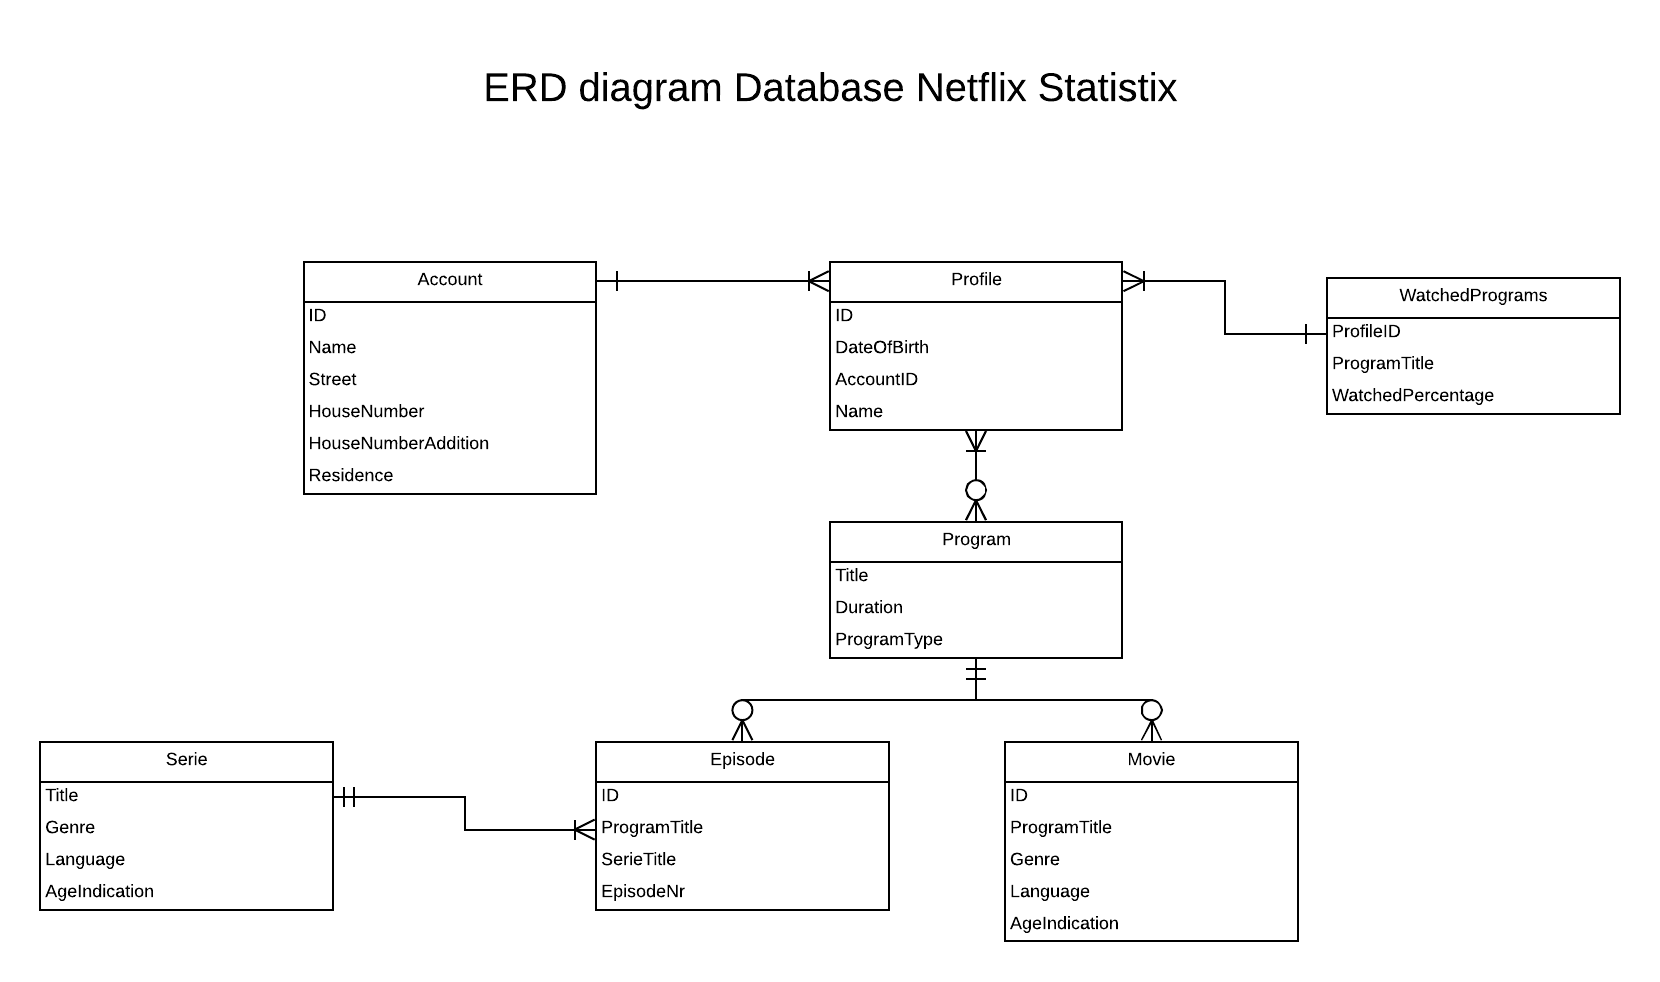 ERD diagram Database Netflix Statistix
Account
ID
Name
Street
HouseNumber
HouseNumberAddition
Residence
Profile
ID
DateOfBirth
AccountID
Name
WatchedPrograms
ProfileID
ProgramTitle
WatchedPercentage
Program
Title
Duration
ProgramType
Serie
Title
Genre
Language
AgeIndication
Episode
ID
ProgramTitle
SerieTitle
EpisodeNr
Movie
ID
ProgramTitle
Genre
Language
AgeIndication